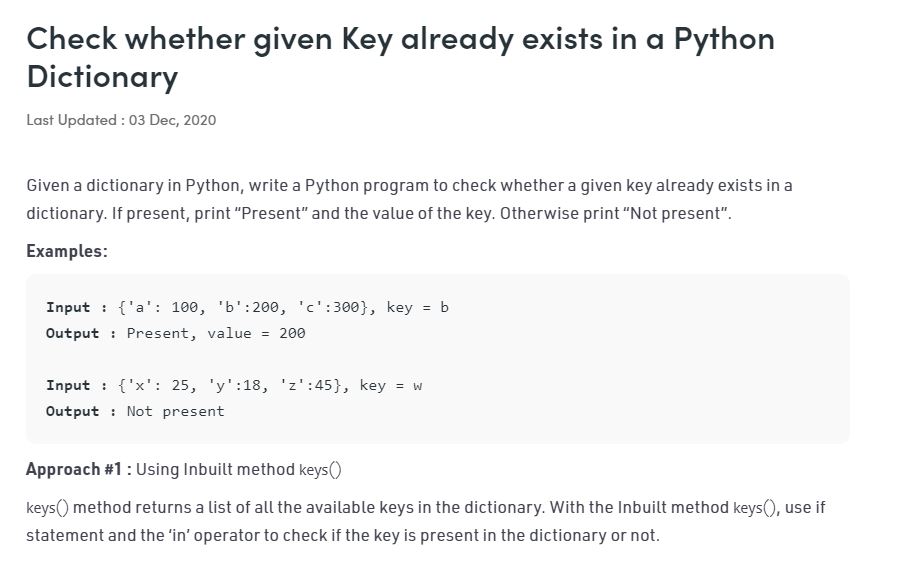 Check whether given Key already exists in a Python
Dictionary
Last Updated : 03 Dec, 2020
Given a dictionary in Python, write a Python program to check whether a given key already exists in a
dictionary. If present, print “Present” and the value of the key. Otherwise print “Not present”.
Examples:
Input : {'a': 100, 'b':200, 'c':300}, key = b
Output : Present, value = 200
Input : {'x': 25, 'y':18, 'z':45}, key = w
Output : Not present
Approach #1 : Using Inbuilt method keys()
keys() method returns a list of all the available keys in the dictionary. With the Inbuilt method keys(), use if
statement and the ‘in’ operator to check if the key is present in the dictionary or not.